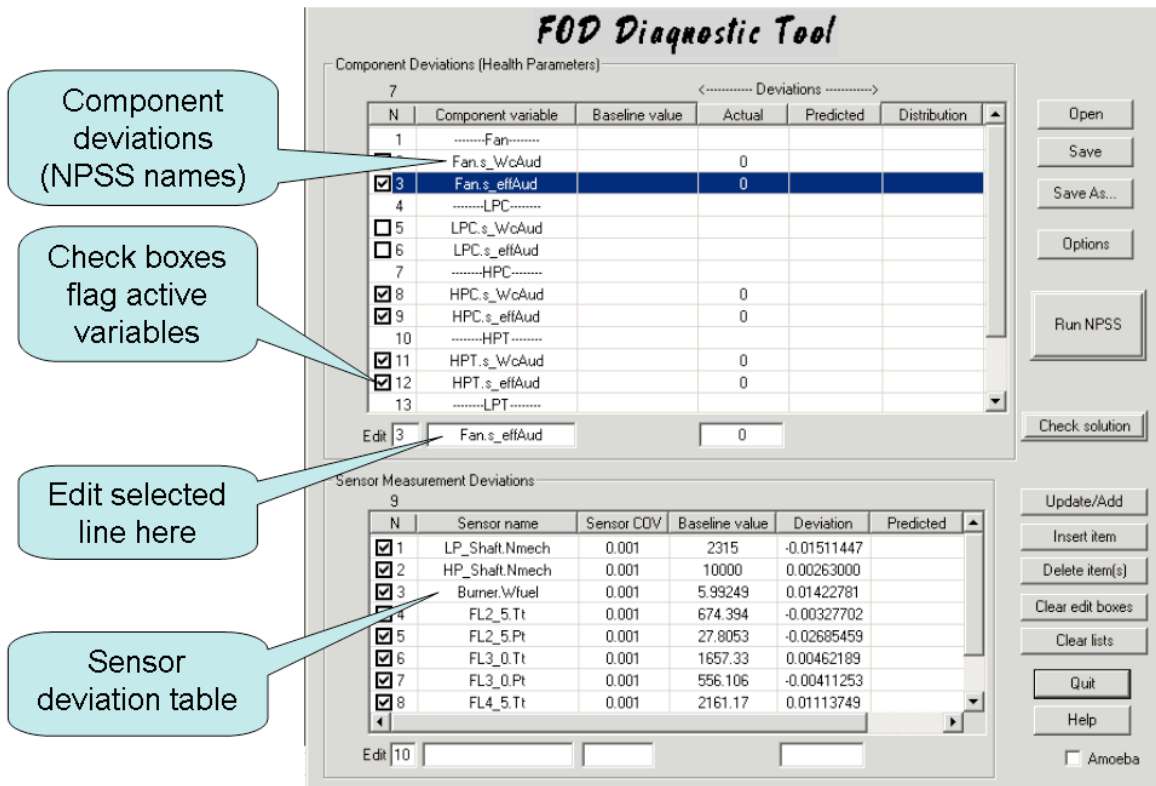 FOD Diagnostic Tool
Component Deviations (Health Parameters)
7
<------------ Deviations ------------>
N Component variable Baseline value Actual Predicted Distribution
1 --------Fan--------
Fan.s_WcAud 0
3 Fan.s_effAud 0
4 --------LPC--------
5 LPC.s_WcAud
6 LPC.s_effAud
7 --------HPC--------
8 HPC.s_WcAud 0
9 HPC.s_effAud 0
10 --------HPT--------
11 HPT.s_WcAud 0
12 HPT.s_effAud 0
13 --------LPT--------
Edit 3 Fan.s_effAud 0
Sensor Measurement Deviations
9
N Sensor name Sensor COV Baseline value Deviation Predicted
1 LP_Shaft.Nmech 0.001 2315 -0.01511447
2 HP_Shaft.Nmech 0.001 10000 0.00263000
3 Burner.Wfuel 0.001 5.99249 0.01422781
4 FL2_5.Tt 0.001 674.394 -0.00327702
5 FL2_5.Pt 0.001 27.8053 -0.02685459
6 FL3_0.Tt 0.001 1657.33 0.00462189
7 FL3_0.Pt 0.001 556.106 -0.00411253
8 FL4_5.Tt 0.001 2161.17 0.01113749
Edit 10
Open
Save
Save As...
Options
Run NPSS
Check solution
Update/Add
Insert item
Delete item(s)
Clear edit boxes
Clear lists
Quit
Help
Amoeba
Component
deviations
(NPSS names)
Check boxes
flag active
variables
Edit selected
line here
Sensor
deviation table